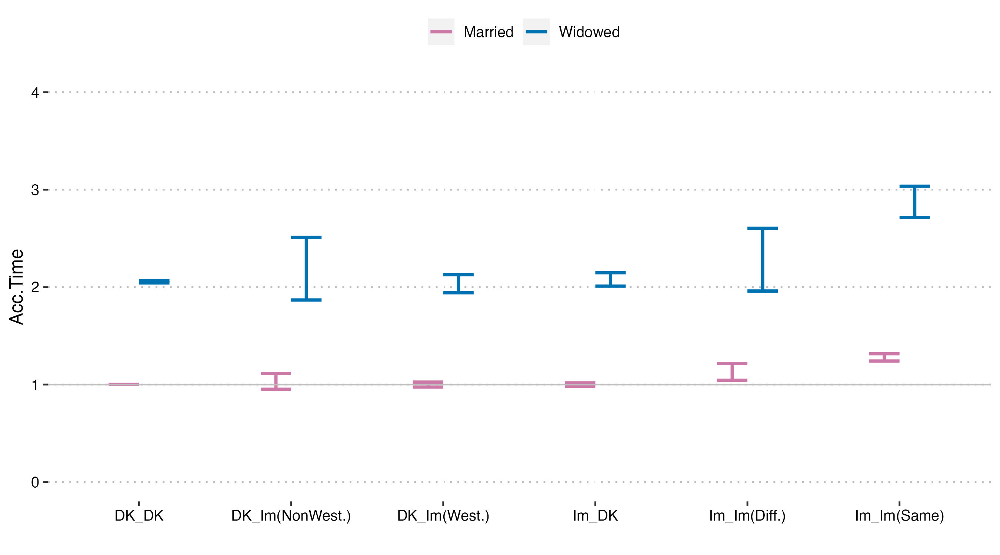 Married Widowed
4
3
2
1
0
Acc.Time
DK_DK DK_Im(NonWest.) DK_Im(West.) Im_DK Im_Im(Diff.) Im_Im(Same)